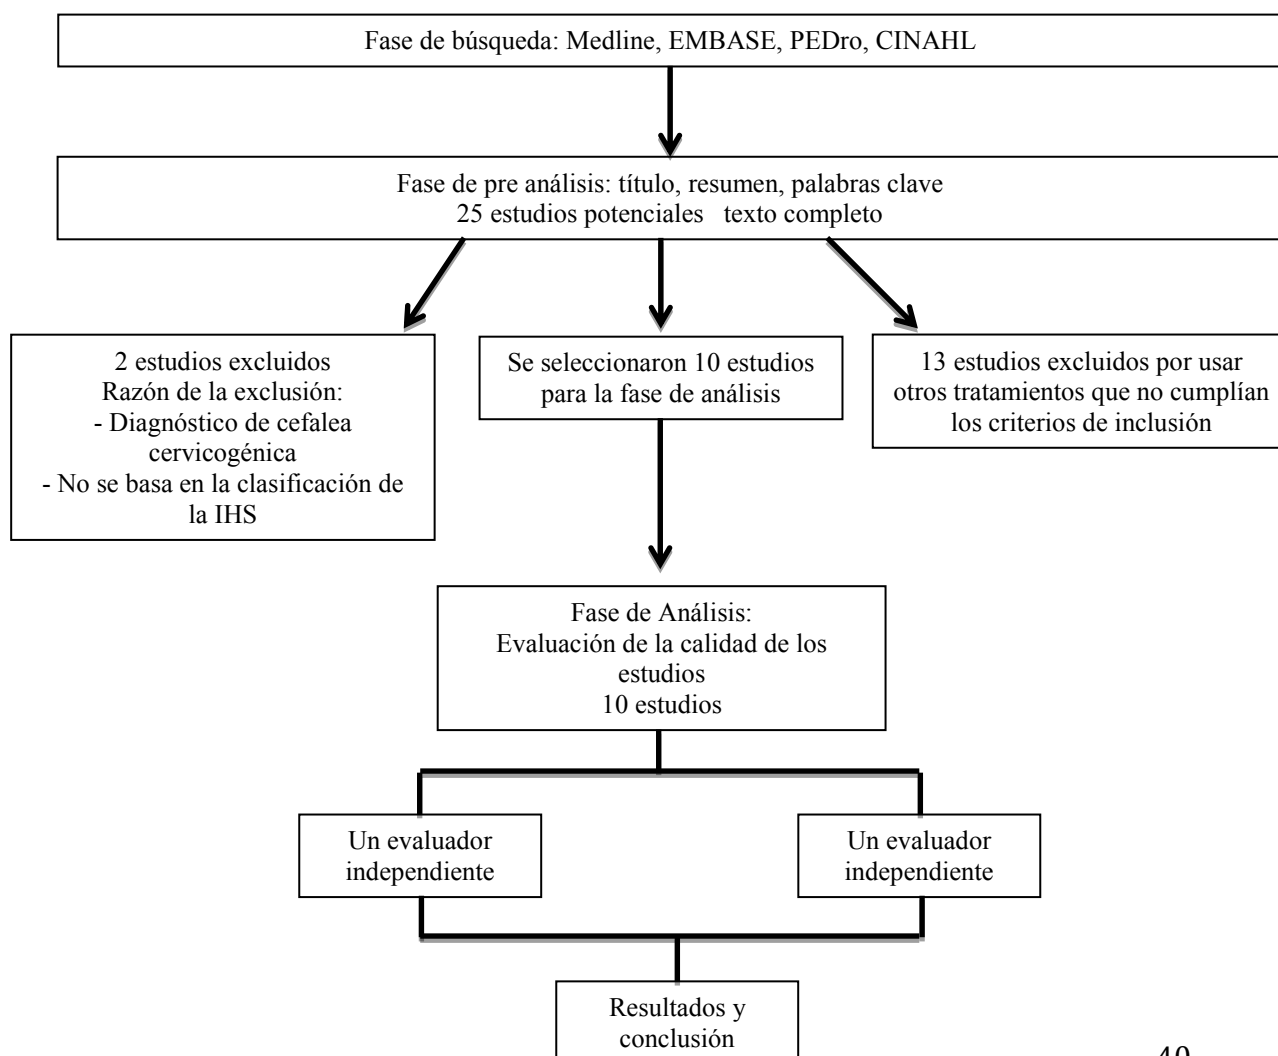 Fase de búsqueda: Medline, EMBASE, PEDro, CINAHL
Fase de pre análisis: título, resumen, palabras clave
25 estudios potenciales texto completo
2 estudios excluidos
Razón de la exclusión:
- Diagnóstico de cefalea
cervicogénica
- No se basa en la clasificación de
la IHS
Se seleccionaron 10 estudios
para la fase de análisis
13 estudios excluidos por usar
otros tratamientos que no cumplían
los criterios de inclusión
Fase de Análisis:
Evaluación de la calidad de los
estudios
10 estudios
Un evaluador
independiente
Un evaluador
independiente
Resultados y
conclusión